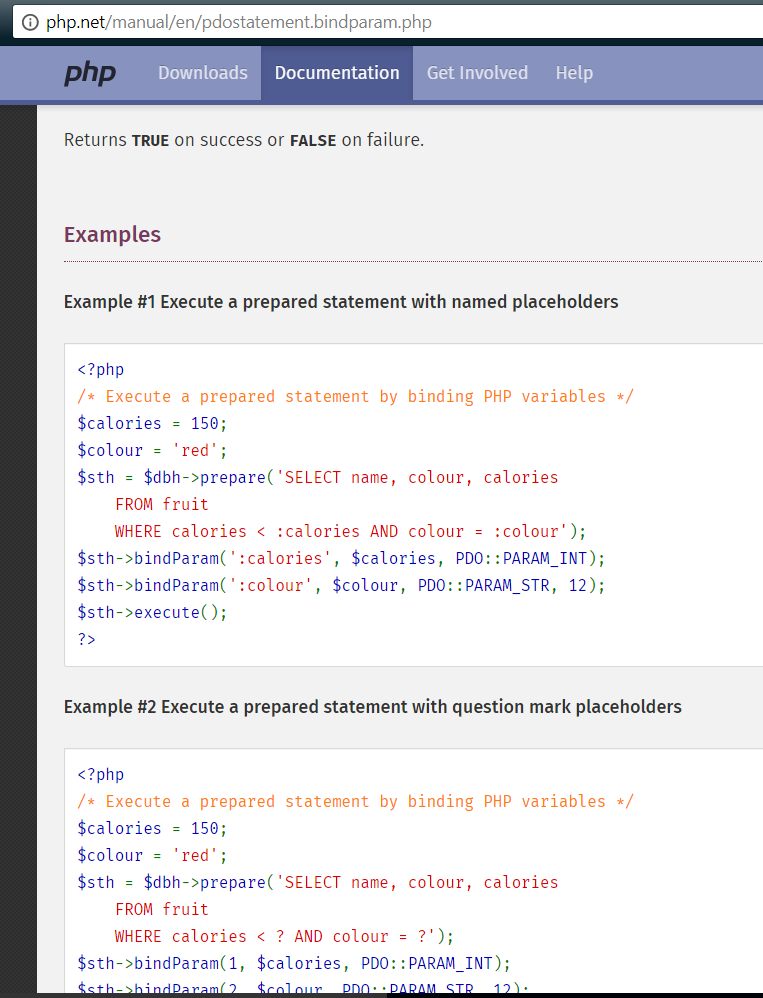 php.net/manual/en/pdostatement.bindparam.php
php Downloads Documentation Get Involved Help
Returns TRUE on success or FALSE on failure.
Examples
Example #1 Execute a prepared statement with named placeholders
<?php
/* Execute a prepared statement by binding PHP variables */
$calories = 150;
$colour = 'red';
$sth = $dbh->prepare('SELECT name, colour, calories
    FROM fruit
    WHERE calories < :calories AND colour = :colour');
$sth->bindParam(':calories', $calories, PDO::PARAM_INT);
$sth->bindParam(':colour', $colour, PDO::PARAM_STR, 12);
$sth->execute();
?>
Example #2 Execute a prepared statement with question mark placeholders
<?php
/* Execute a prepared statement by binding PHP variables */
$calories = 150;
$colour = 'red';
$sth = $dbh->prepare('SELECT name, colour, calories
    FROM fruit
    WHERE calories < ? AND colour = ?');
$sth->bindParam(1, $calories, PDO::PARAM_INT);
$sth->bindParam(2, $colour, PDO::PARAM_STR, 12);